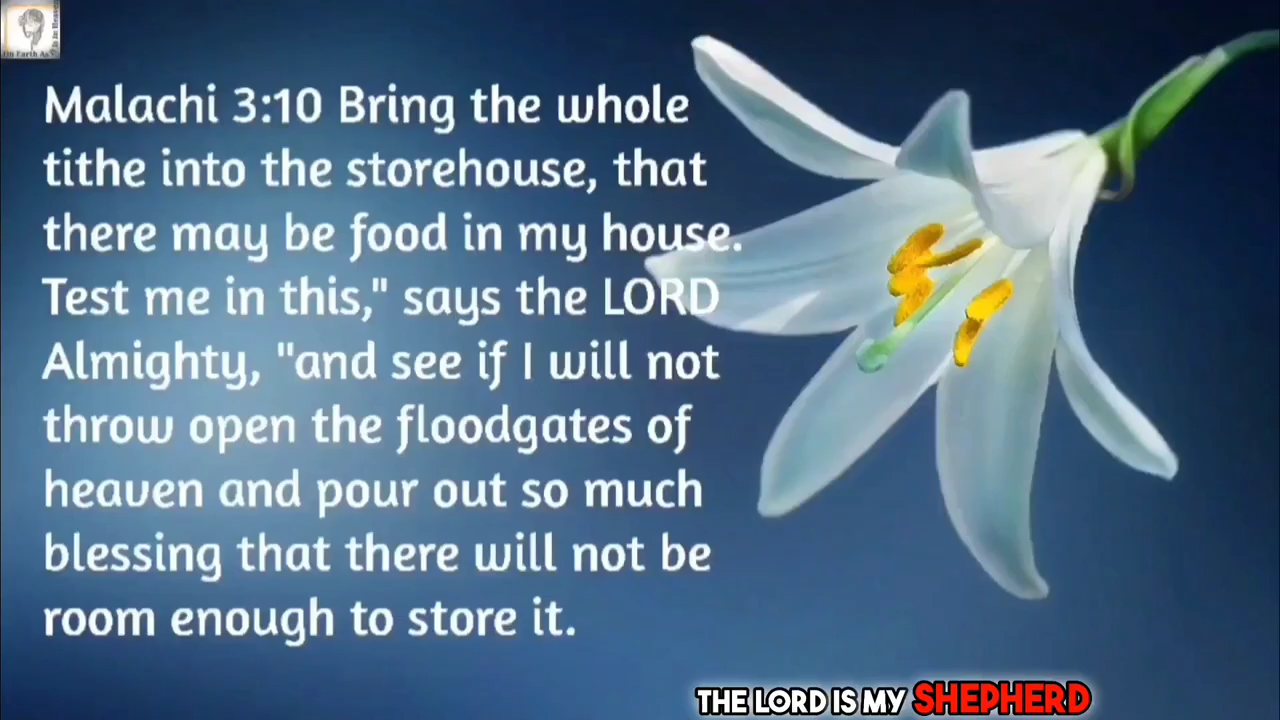 Malachi 3:10 Bring the whole
tithe into the storehouse, that
there may be food in my house.
Test me in this," says the LORD
Almighty, "and see if I will not
throw open the floodgates of
heaven and pour out so much
blessing that there will not be
room enough to store it.
THE LORD IS MY SHEPHERD